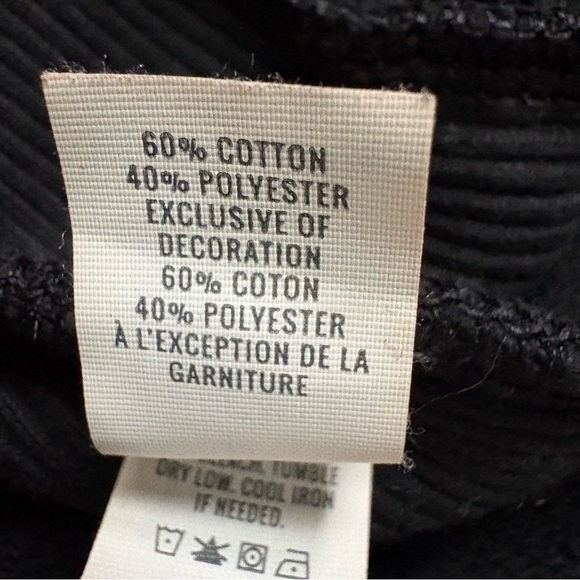 60% COTTON
40% POLYESTER
EXCLUSIVE OF
DECORATION
60% COTON
40% POLYESTER
À L'EXCEPTION DE LA
GARNITURE
TUMBLE
DRY LOW. COOL IRON
IF NEEDED.